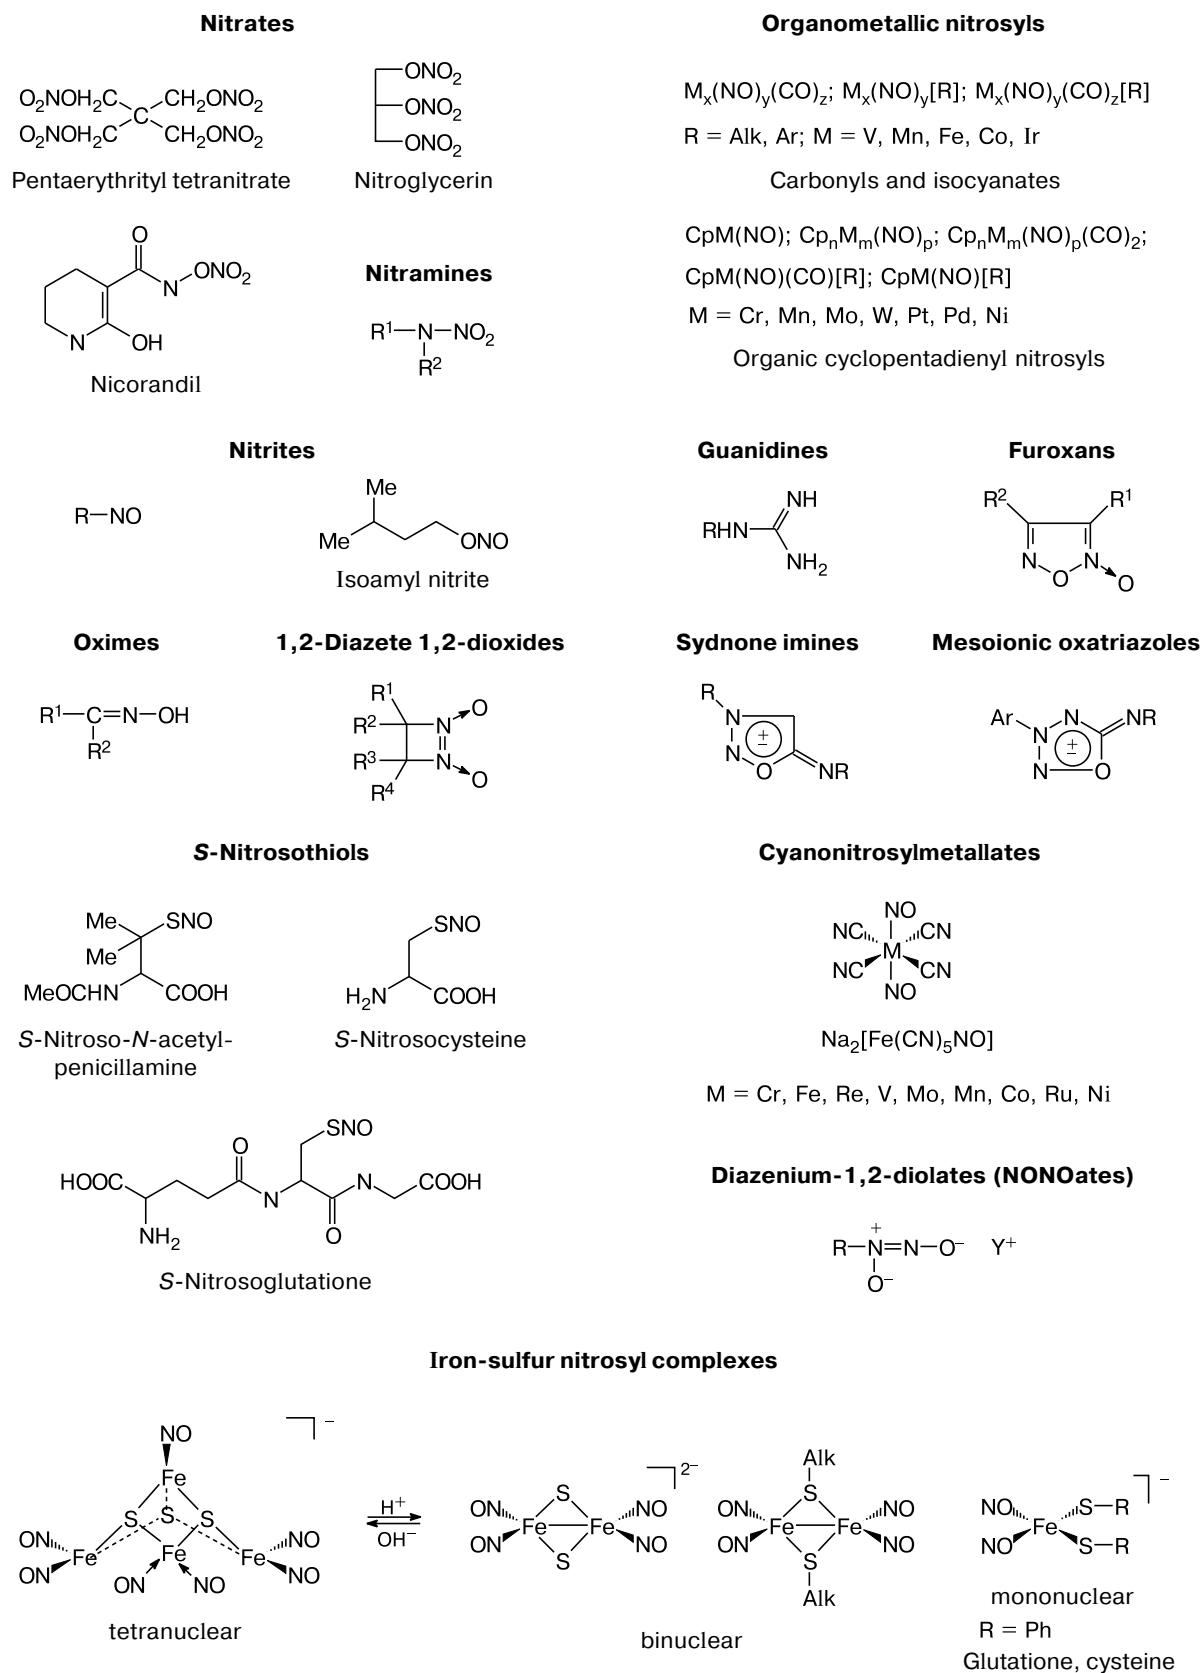 Nitrates
O₂NOH₂C CH₂ONO₂
C
O₂NOH₂C CH₂ONO₂
Pentaerythrityl tetranitrate
ONO₂
ONO₂
ONO₂
Nitroglycerin
O
N ONO₂
N OH
Nicorandil
Nitramines
R¹—N—NO₂
R²
Organometallic nitrosyls
Mₓ(NO)ᵧ(CO)_z; Mₓ(NO)ᵧ[R]; Mₓ(NO)ᵧ(CO)_z[R]
R = Alk, Ar; M = V, Mn, Fe, Co, Ir
Carbonyls and isocyanates
CpM(NO); CpₙMₘ(NO)ₚ; CpₙMₘ(NO)ₚ(CO)₂;
CpM(NO)(CO)[R]; CpM(NO)[R]
M = Cr, Mn, Mo, W, Pt, Pd, Ni
Organic cyclopentadienyl nitrosyls
Nitrites
R—NO
Me
Me ONO
Isoamyl nitrite
Guanidines
NH
RHN
NH₂
Furoxans
R² R¹
N O N
O
Oximes
R¹—C=N—OH
R²
1,2-Diazete 1,2-dioxides
R¹ O
R² N
R³ N
R⁴ O
Sydnone imines
R
N
N ±
O NR
Mesoionic oxatriazoles
Ar N NR
N ±
N O
S-Nitrosothiols
Me SNO
Me
MeOCHN COOH
S-Nitroso-N-acetyl-
penicillamine
SNO
H₂N COOH
S-Nitrosocysteine
Cyanonitrosylmetallates
NO
NC CN
M
NC CN
NO
Na₂[Fe(CN)₅NO]
M = Cr, Fe, Re, V, Mo, Mn, Co, Ru, Ni
SNO
O
HOOC N N COOH
NH₂ O
S-Nitrosoglutatione
Diazenium-1,2-diolates (NONOates)
+
R—N=N—O⁻ Y⁺
O⁻
Iron-sulfur nitrosyl complexes
−
NO
Fe
S S S
ON NO
Fe Fe Fe
ON NO
ON NO
tetranuclear
H⁺
OH⁻
2−
S
ON NO
Fe Fe
ON NO
S
Alk
S
ON NO
Fe Fe
ON NO
S
Alk
binuclear
−
NO S—R
Fe
NO S—R
mononuclear
R = Ph
Glutatione, cysteine